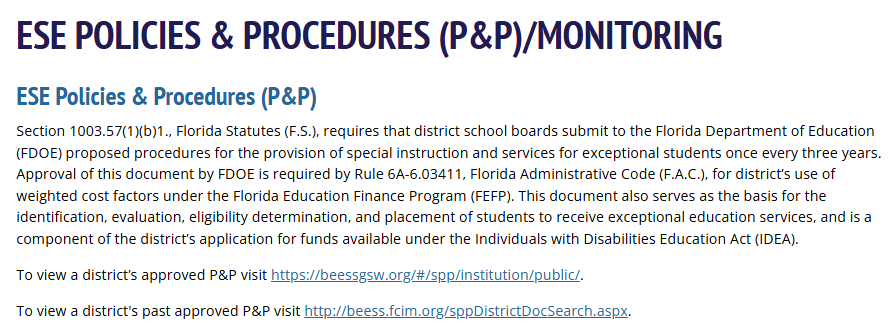 ESE POLICIES & PROCEDURES (P&P)/MONITORING
ESE Policies & Procedures (P&P)
Section 1003.57(1)(b)1., Florida Statutes (F.S.), requires that district school boards submit to the Florida Department of Education
(FDOE) proposed procedures for the provision of special instruction and services for exceptional students once every three years.
Approval of this document by FDOE is required by Rule 6A-6.03411, Florida Administrative Code (F.A.C.), for district’s use of
weighted cost factors under the Florida Education Finance Program (FEFP). This document also serves as the basis for the
identification, evaluation, eligibility determination, and placement of students to receive exceptional education services, and is a
component of the district’s application for funds available under the Individuals with Disabilities Education Act (IDEA).
To view a district’s approved P&P visit https://beessgsw.org/#/spp/institution/public/.
To view a district's past approved P&P visit http://beess.fcim.org/sppDistrictDocSearch.aspx.